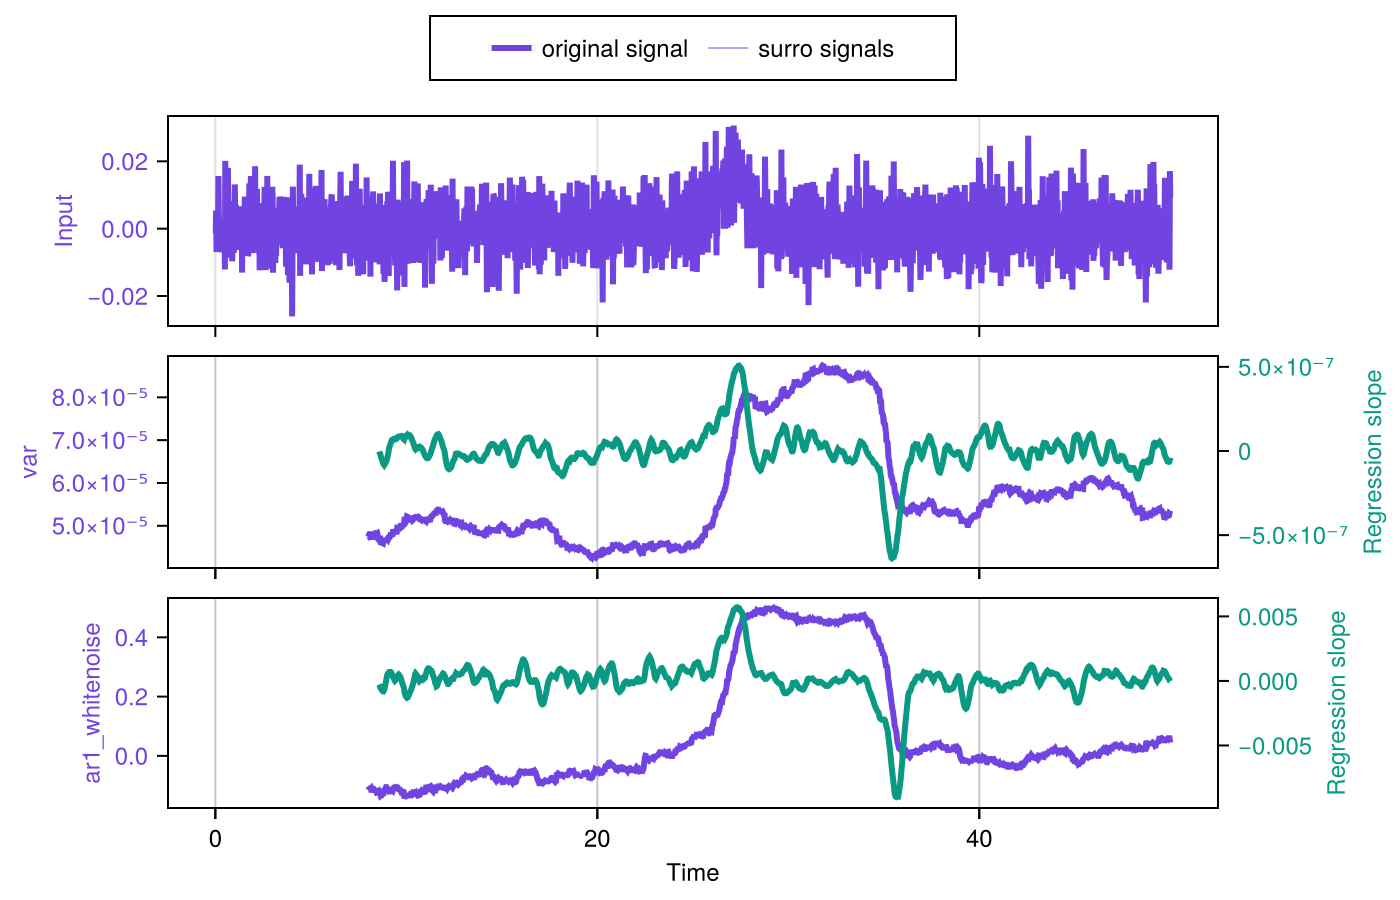 original signal surro signals
Input
0.02
0.00
−0.02
var
8.0×10⁻⁵
7.0×10⁻⁵
6.0×10⁻⁵
5.0×10⁻⁵
5.0×10⁻⁷
0
−5.0×10⁻⁷
Regression slope
ar1_whitenoise
0.4
0.2
0.0
0.005
0.000
−0.005
Regression slope
0 20 40
Time